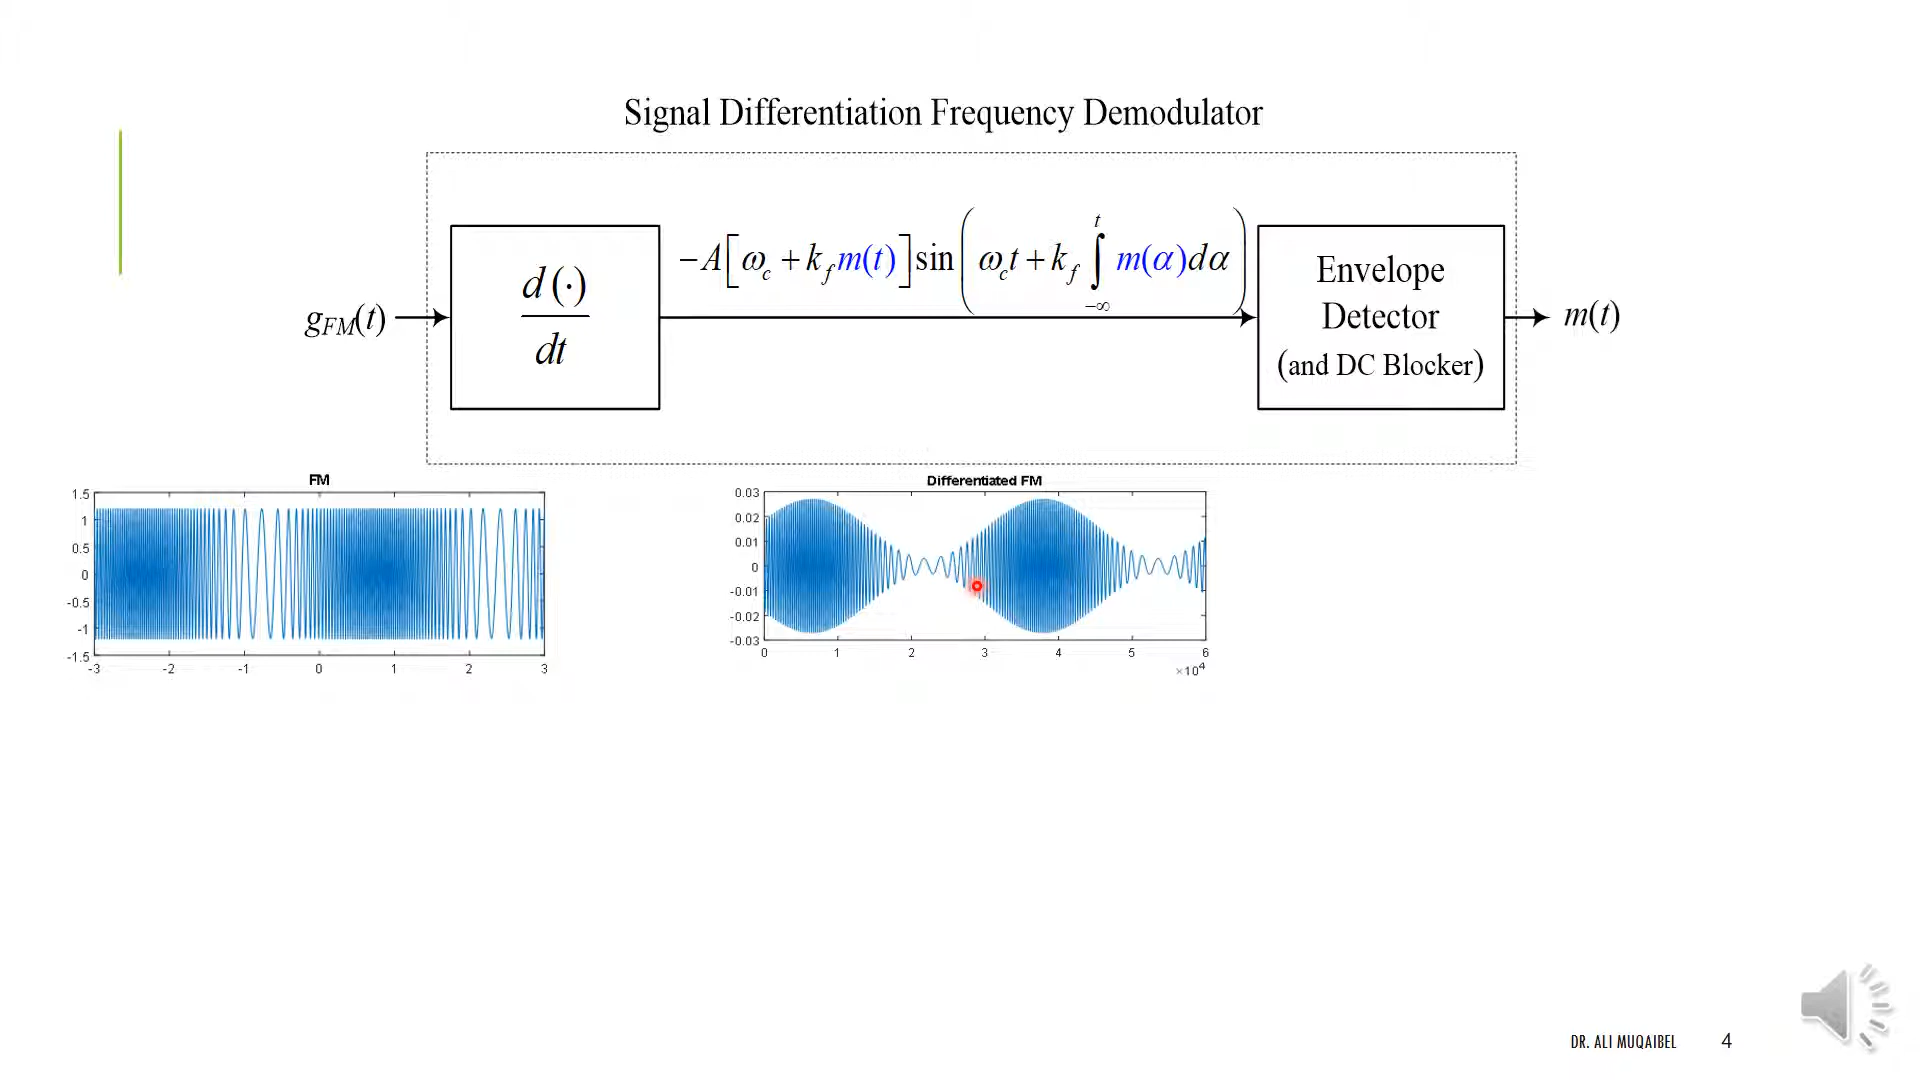 Signal Differentiation Frequency Demodulator
g_FM(t)
d(·)
dt
−A[ω_c + k_f m(t)] sin(ω_c t + k_f ∫_{−∞}^{t} m(α)dα)
Envelope
Detector
(and DC Blocker)
m(t)
FM
1.5
1
0.5
0
-0.5
-1
-1.5
-3 -2 -1 0 1 2 3
Differentiated FM
0.03
0.02
0.01
0
-0.01
-0.02
-0.03
0 1 2 3 4 5 6
×10⁴
DR. ALI MUQAIBEL 4